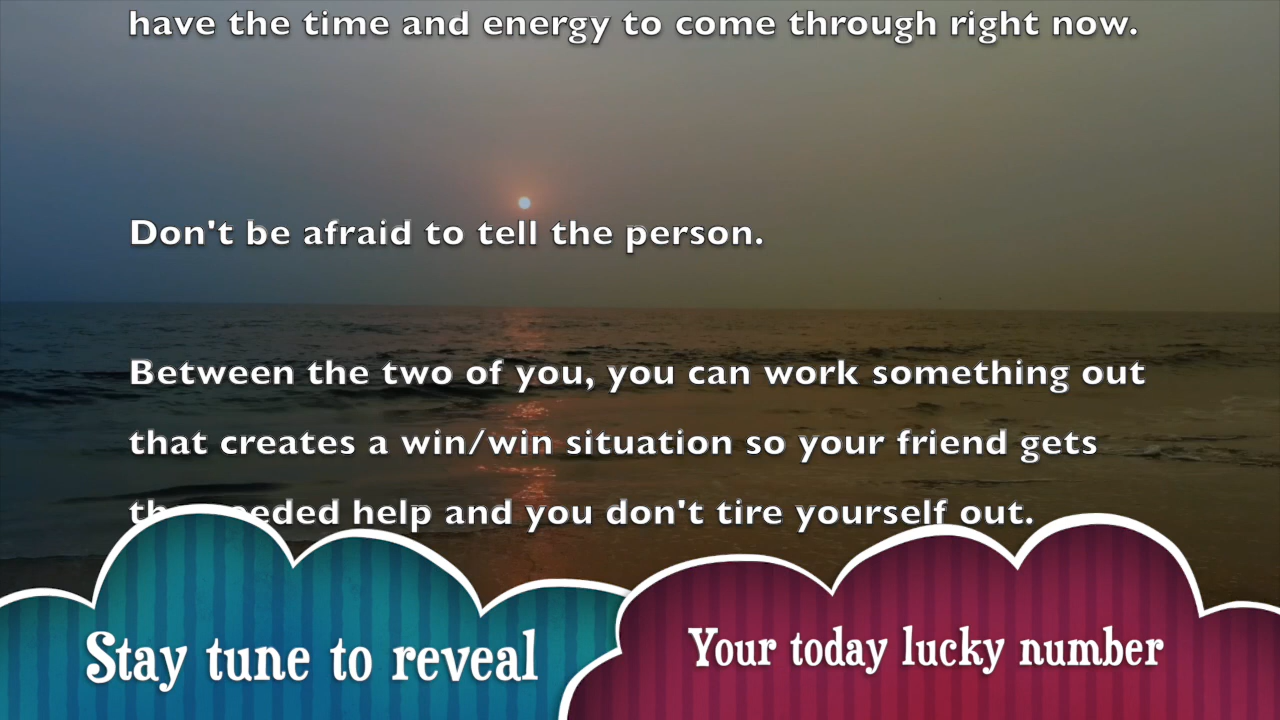 have the time and energy to come through right now.
Don't be afraid to tell the person.
Between the two of you, you can work something out
that creates a win/win situation so your friend gets
needed help and you don't tire yourself out.
Stay tune to reveal
Your today lucky number